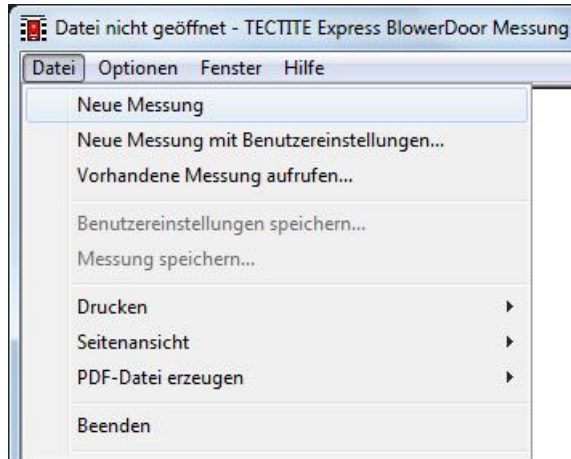 Datei nicht geöffnet - TECTITE Express BlowerDoor Messung
Datei Optionen Fenster Hilfe
Neue Messung
Neue Messung mit Benutzereinstellungen...
Vorhandene Messung aufrufen...
Benutzereinstellungen speichern...
Messung speichern...
Drucken
Seitenansicht
PDF-Datei erzeugen
Beenden